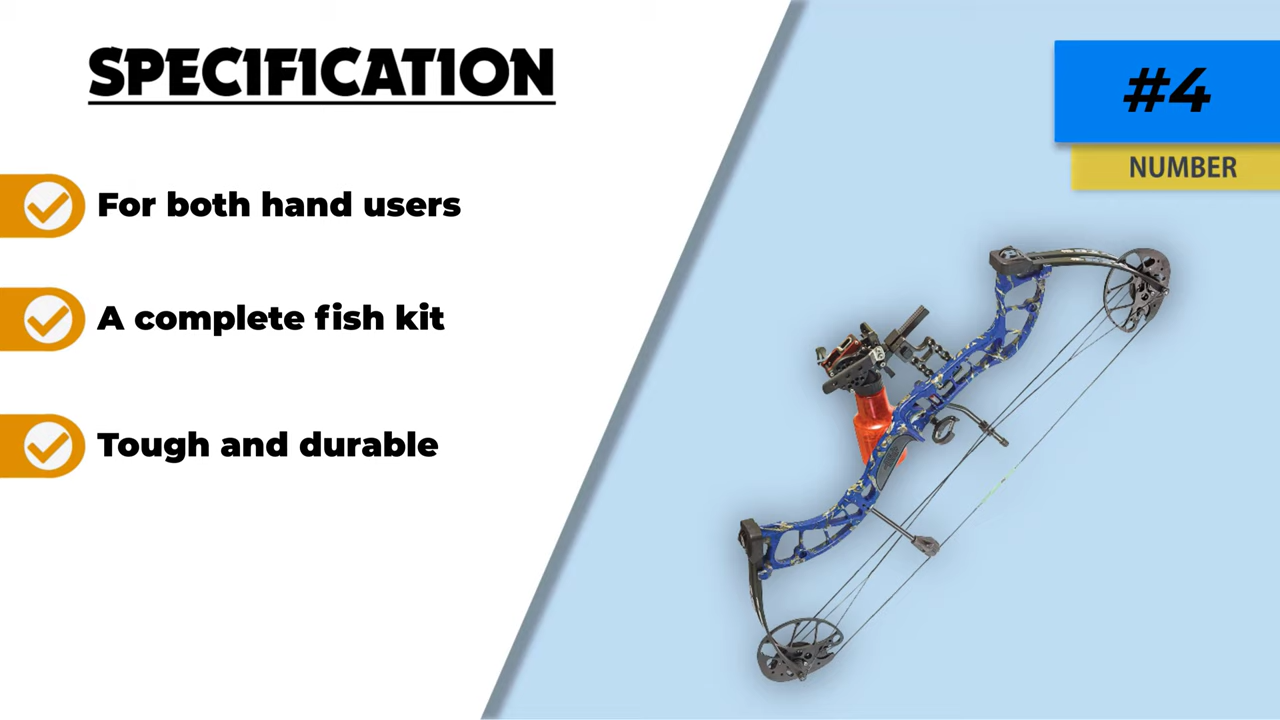 SPECIFICATION
#4
NUMBER
For both hand users
A complete fish kit
Tough and durable